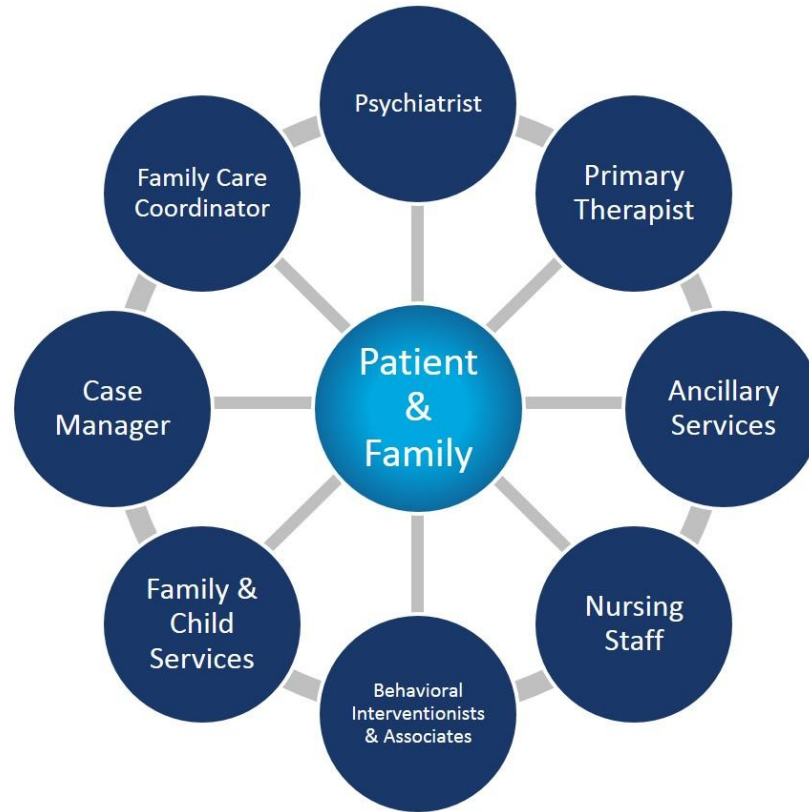 Psychiatrist
Primary
Therapist
Ancillary
Services
Nursing
Staff
Behavioral
Interventionists
& Associates
Family &
Child
Services
Case
Manager
Family Care
Coordinator
Patient
&
Family